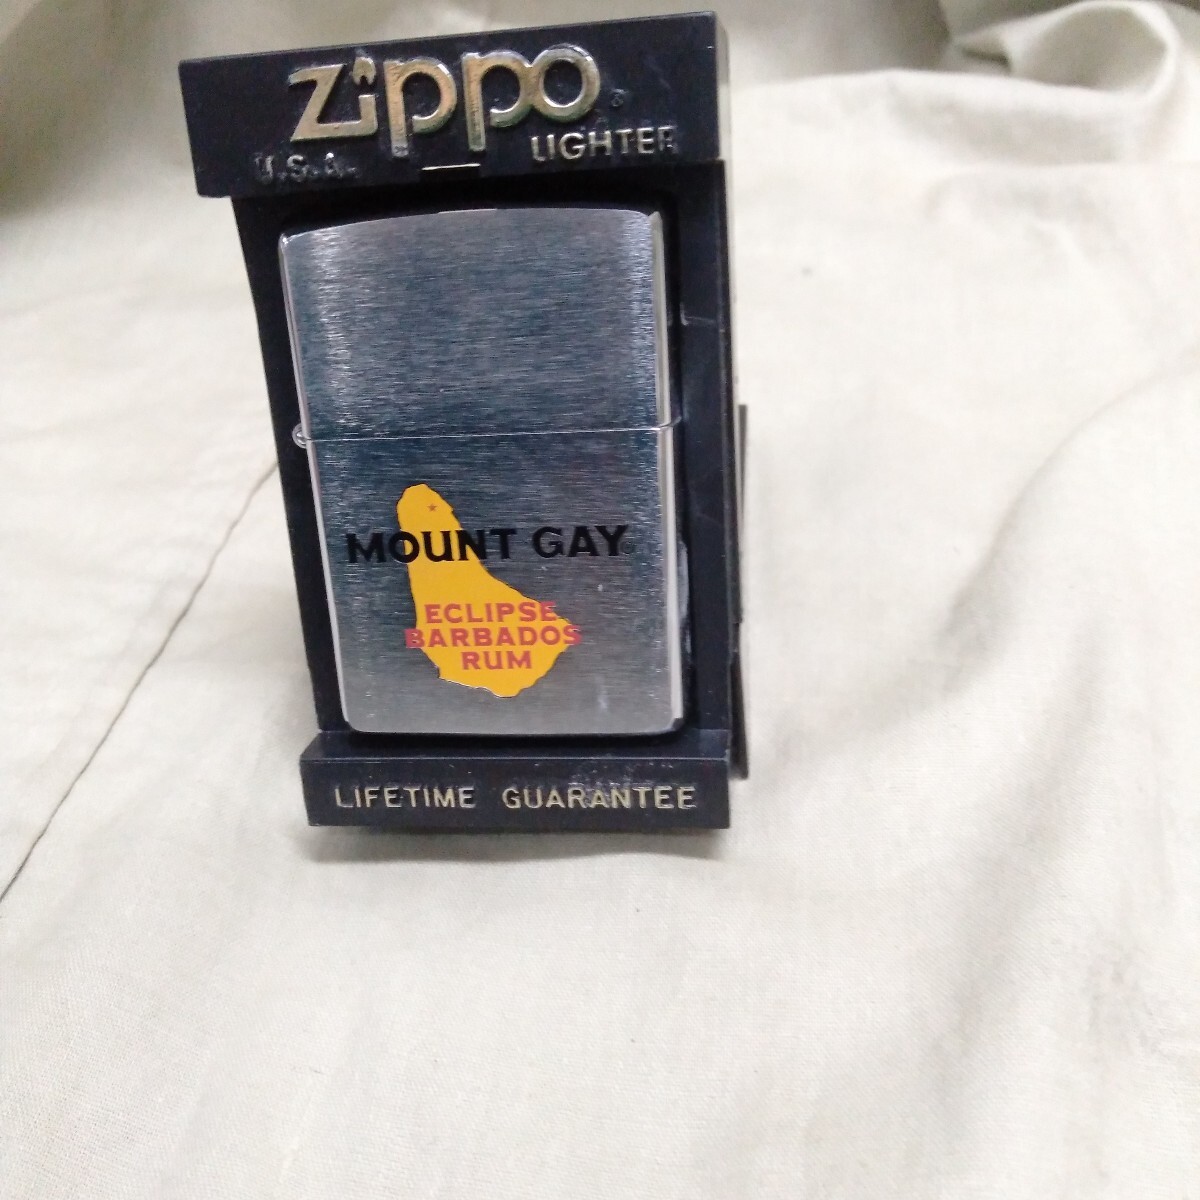 Zippo
U.S.A. LIGHTER
MOUNT GAY
ECLIPSE
BARBADOS
RUM
LIFETIME GUARANTEE